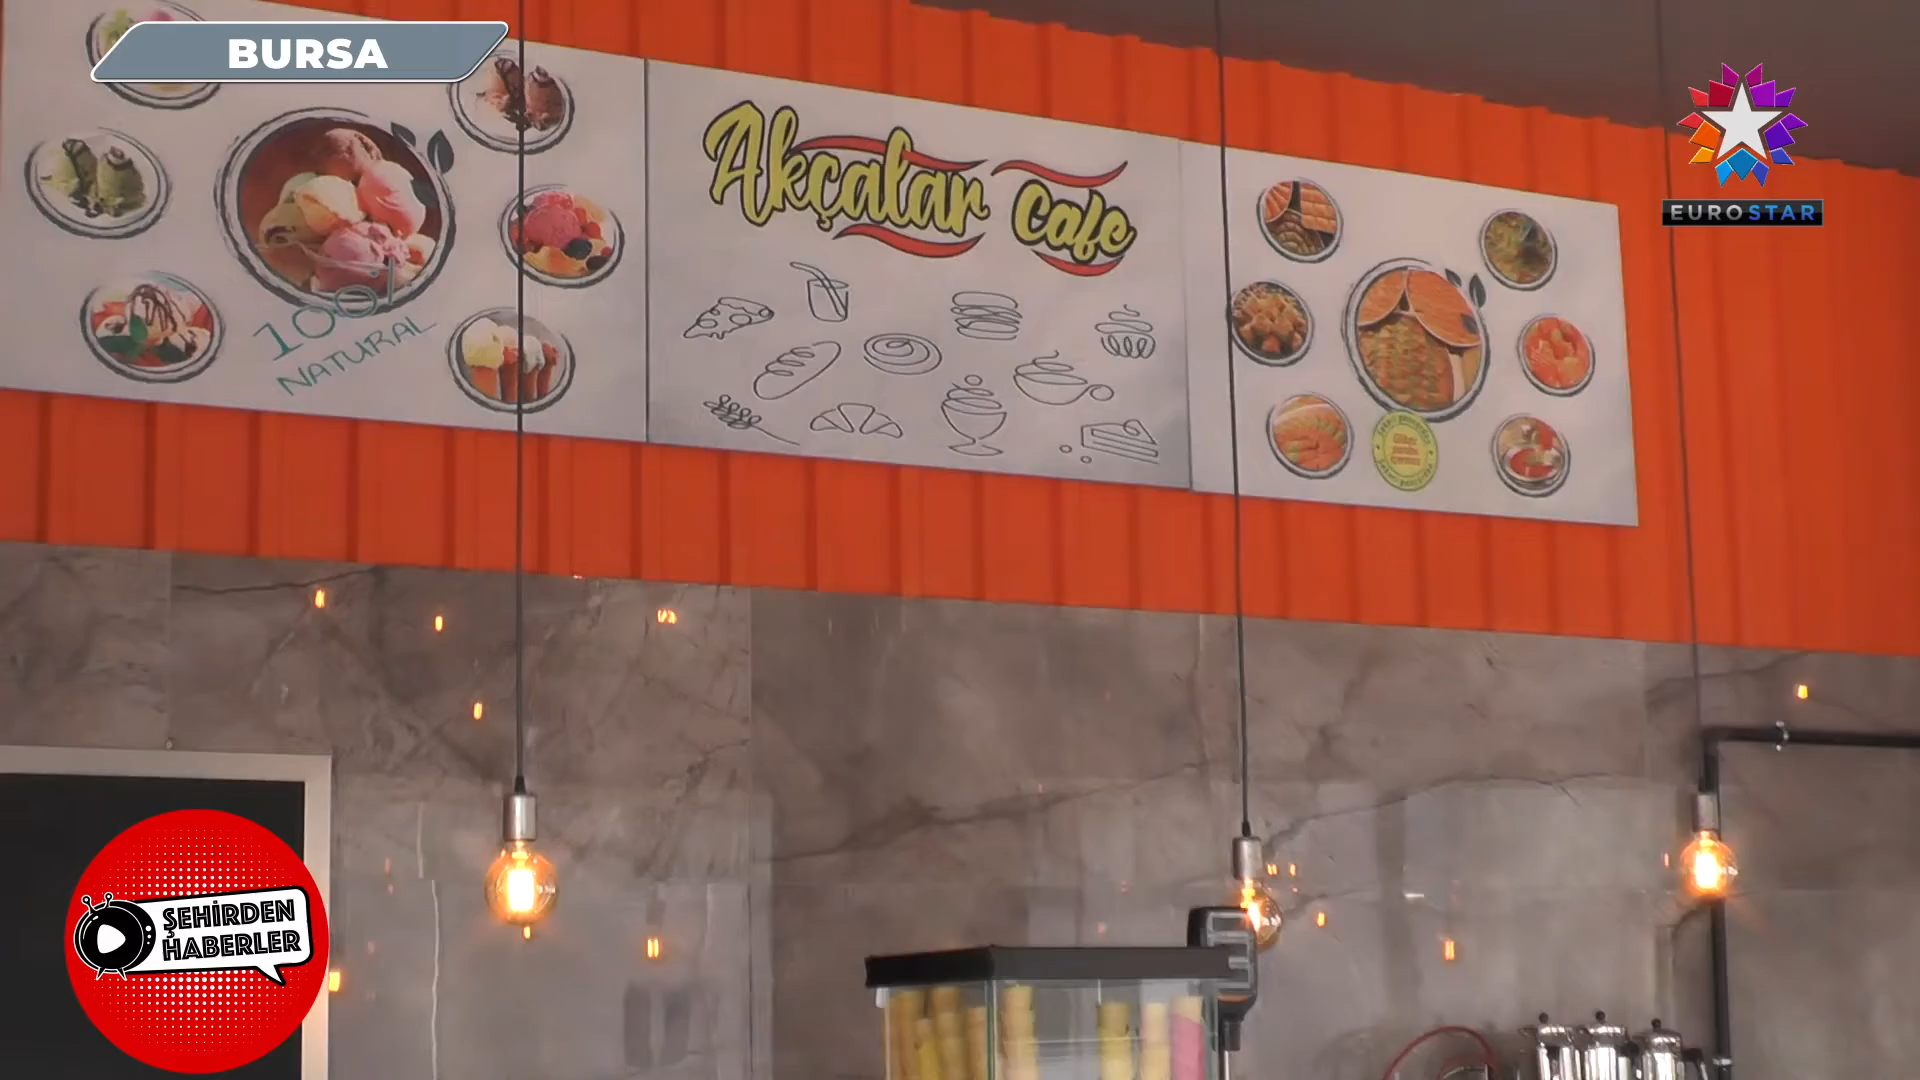 BURSA
Akçalar Cafe
100%
NATURAL
EUROSTAR
ŞEHİRDEN
HABERLER